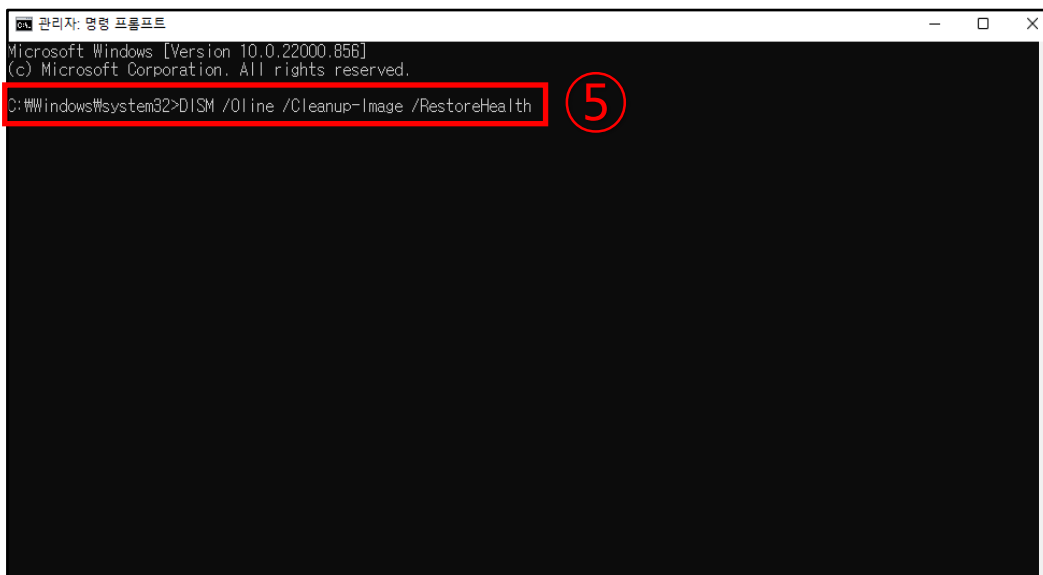 관리자: 명령 프롬프트
Microsoft Windows [Version 10.0.22000.856]
(c) Microsoft Corporation. All rights reserved.
C:₩Windows₩system32>DISM /Oline /Cleanup-Image /RestoreHealth
⑤